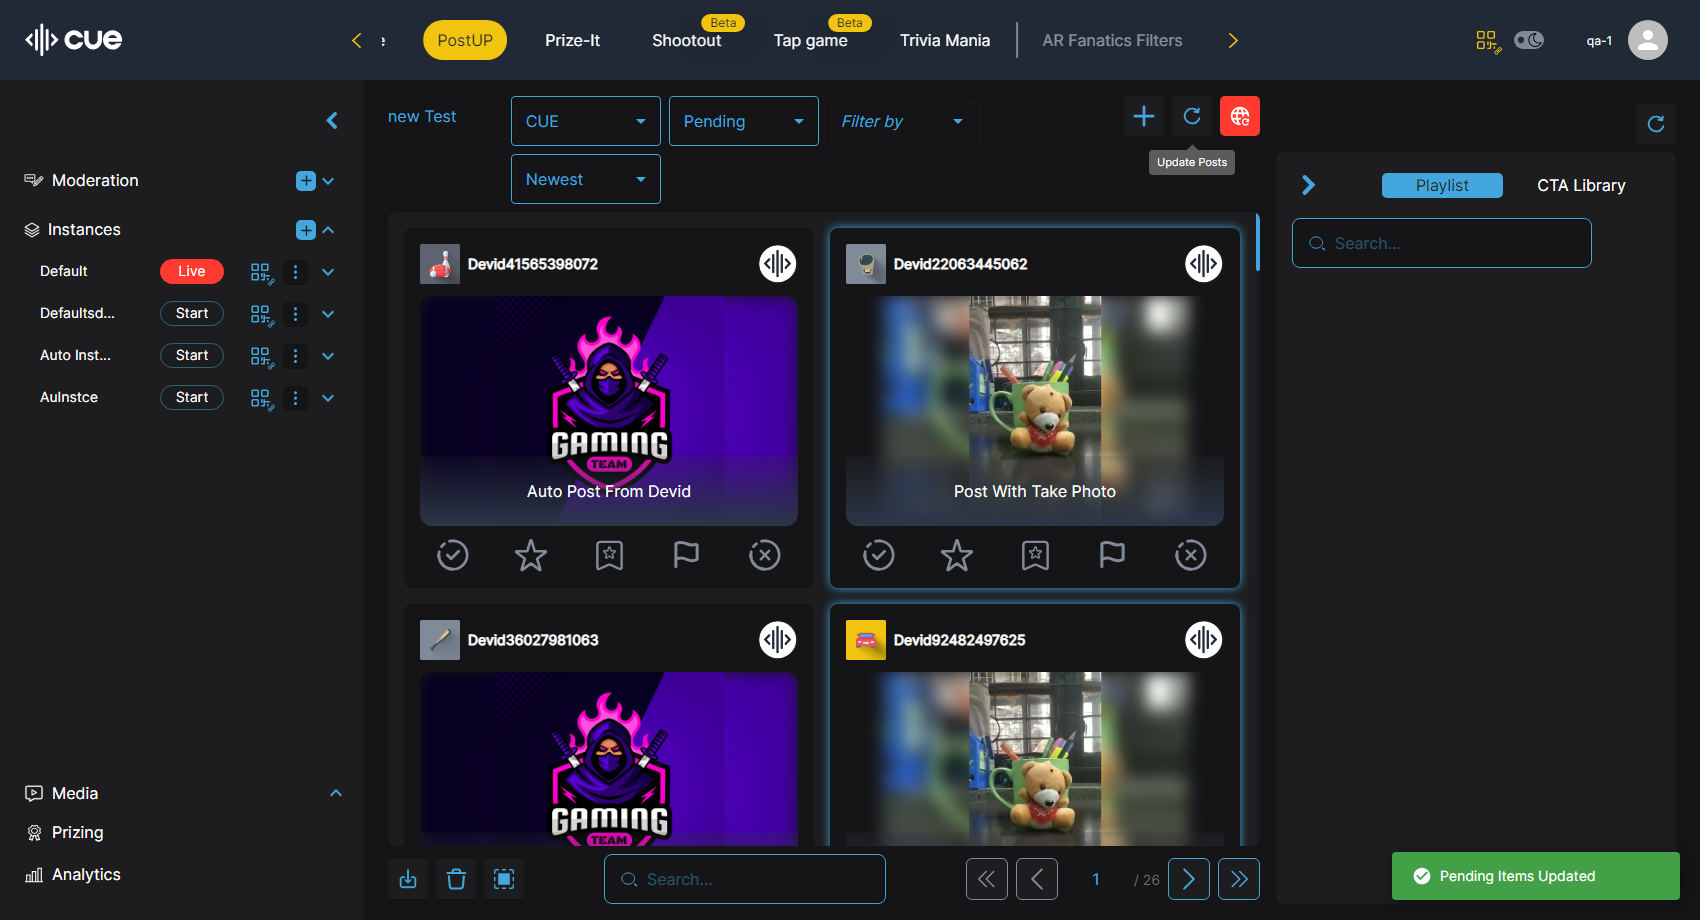 cue
PostUP
Prize-It
Beta
Shootout
Beta
Tap game
Trivia Mania
AR Fanatics Filters
qa-1
new Test
CUE
Pending
Filter by
Newest
Update Posts
Moderation
Instances
Default
Live
Defaultsd...
Start
Auto Inst...
Start
AuInstce
Start
Media
Prizing
Analytics
Devid41565398072
GAMING
TEAM
Auto Post From Devid
Devid22063445062
Post With Take Photo
Devid36027981063
GAMING
TEAM
Devid92482497625
Search...
1
/ 26
Playlist
CTA Library
Search...
Pending Items Updated